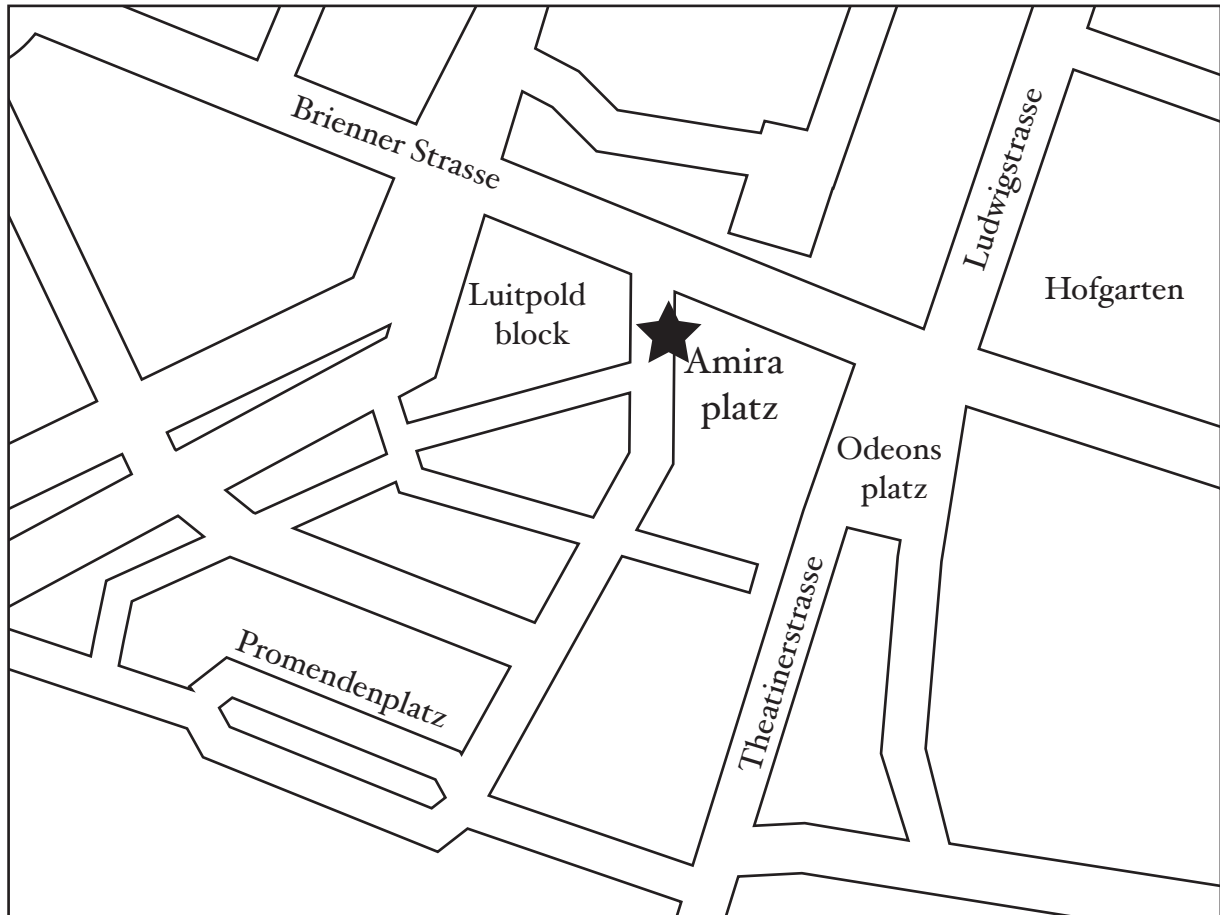 Brienner Strasse
Ludwigstrasse
Hofgarten
Luitpold
block
Amira
platz
Odeons
platz
Theatinerstrasse
Promendenplatz